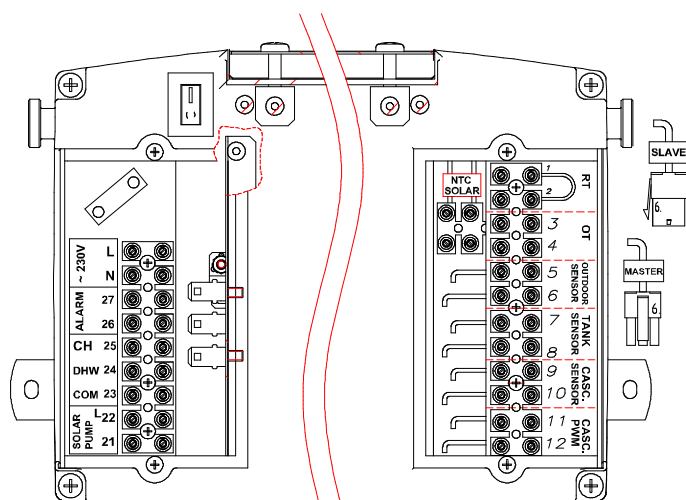 ~ 230V
L
N
ALARM
27
26
CH 25
DHW 24
COM 23
SOLAR
PUMP
L22
21
NTC
SOLAR
1
2
RT
3
4
OT
5
6
OUTDOOR
SENSOR
7
8
TANK
SENSOR
9
10
CASC.
SENSOR
11
12
CASC.
PWM
SLAVE
6.
MASTER
6.